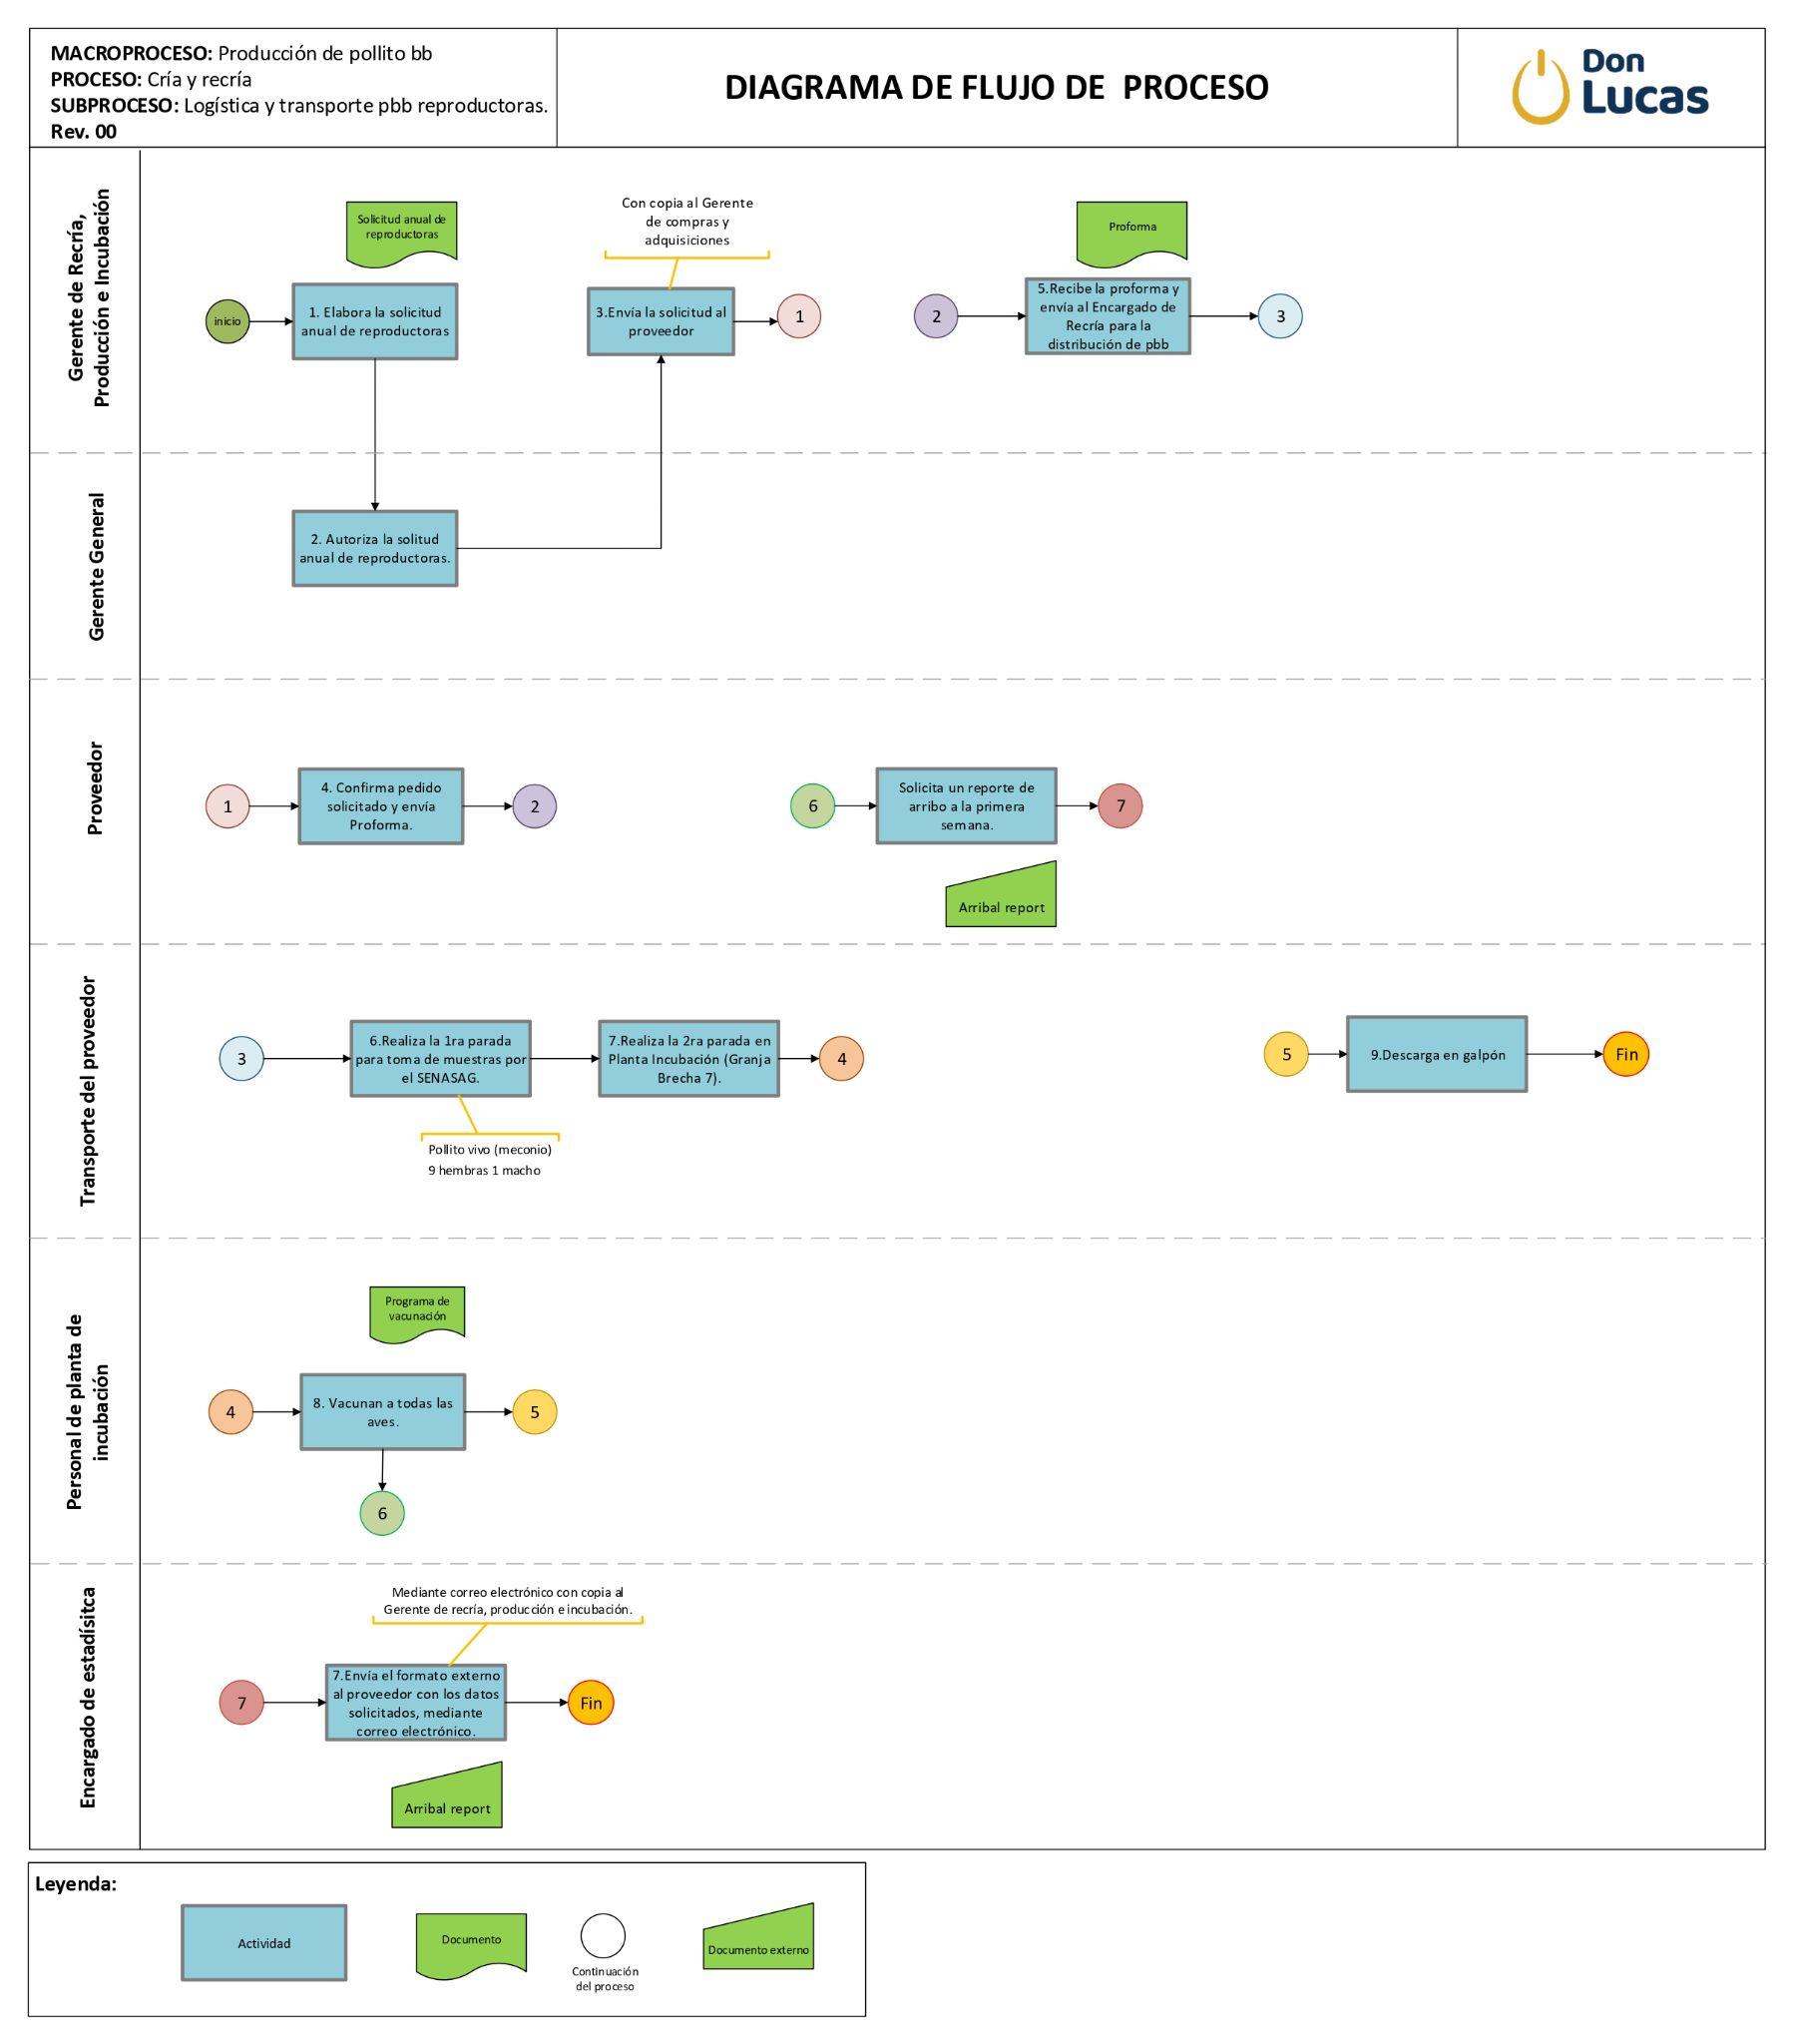 MACROPROCESO: Producción de pollito bb
PROCESO: Cría y recría
SUBPROCESO: Logística y transporte pbb reproductoras.
Rev. 00
DIAGRAMA DE FLUJO DE PROCESO
Don
Lucas
Gerente de Recría,
Producción e Incubación
Solicitud anual de
reproductoras
inicio
1. Elabora la solicitud
anual de reproductoras
Con copia al Gerente
de compras y
adquisiciones
3.Envía la solicitud al
proveedor
1
Proforma
2
5.Recibe la proforma y
envía al Encargado de
Recría para la
distribución de pbb
3
Gerente General
2. Autoriza la solitud
anual de reproductoras.
Proveedor
1
4. Confirma pedido
solicitado y envía
Proforma.
2
6
Solicita un reporte de
arribo a la primera
semana.
7
Arribal report
Transporte del proveedor
3
6.Realiza la 1ra parada
para toma de muestras por
el SENASAG.
7.Realiza la 2ra parada en
Planta Incubación (Granja
Brecha 7).
4
Pollito vivo (meconio)
9 hembras 1 macho
5
9.Descarga en galpón
Fin
Personal de planta de
incubación
Programa de
vacunación
4
8. Vacunan a todas las
aves.
5
6
Encargado de estadísitca
Mediante correo electrónico con copia al
Gerente de recría, producción e incubación.
7
7.Envía el formato externo
al proveedor con los datos
solicitados, mediante
correo electrónico.
Fin
Arribal report
Leyenda:
Actividad
Documento
Continuación
del proceso
Documento externo